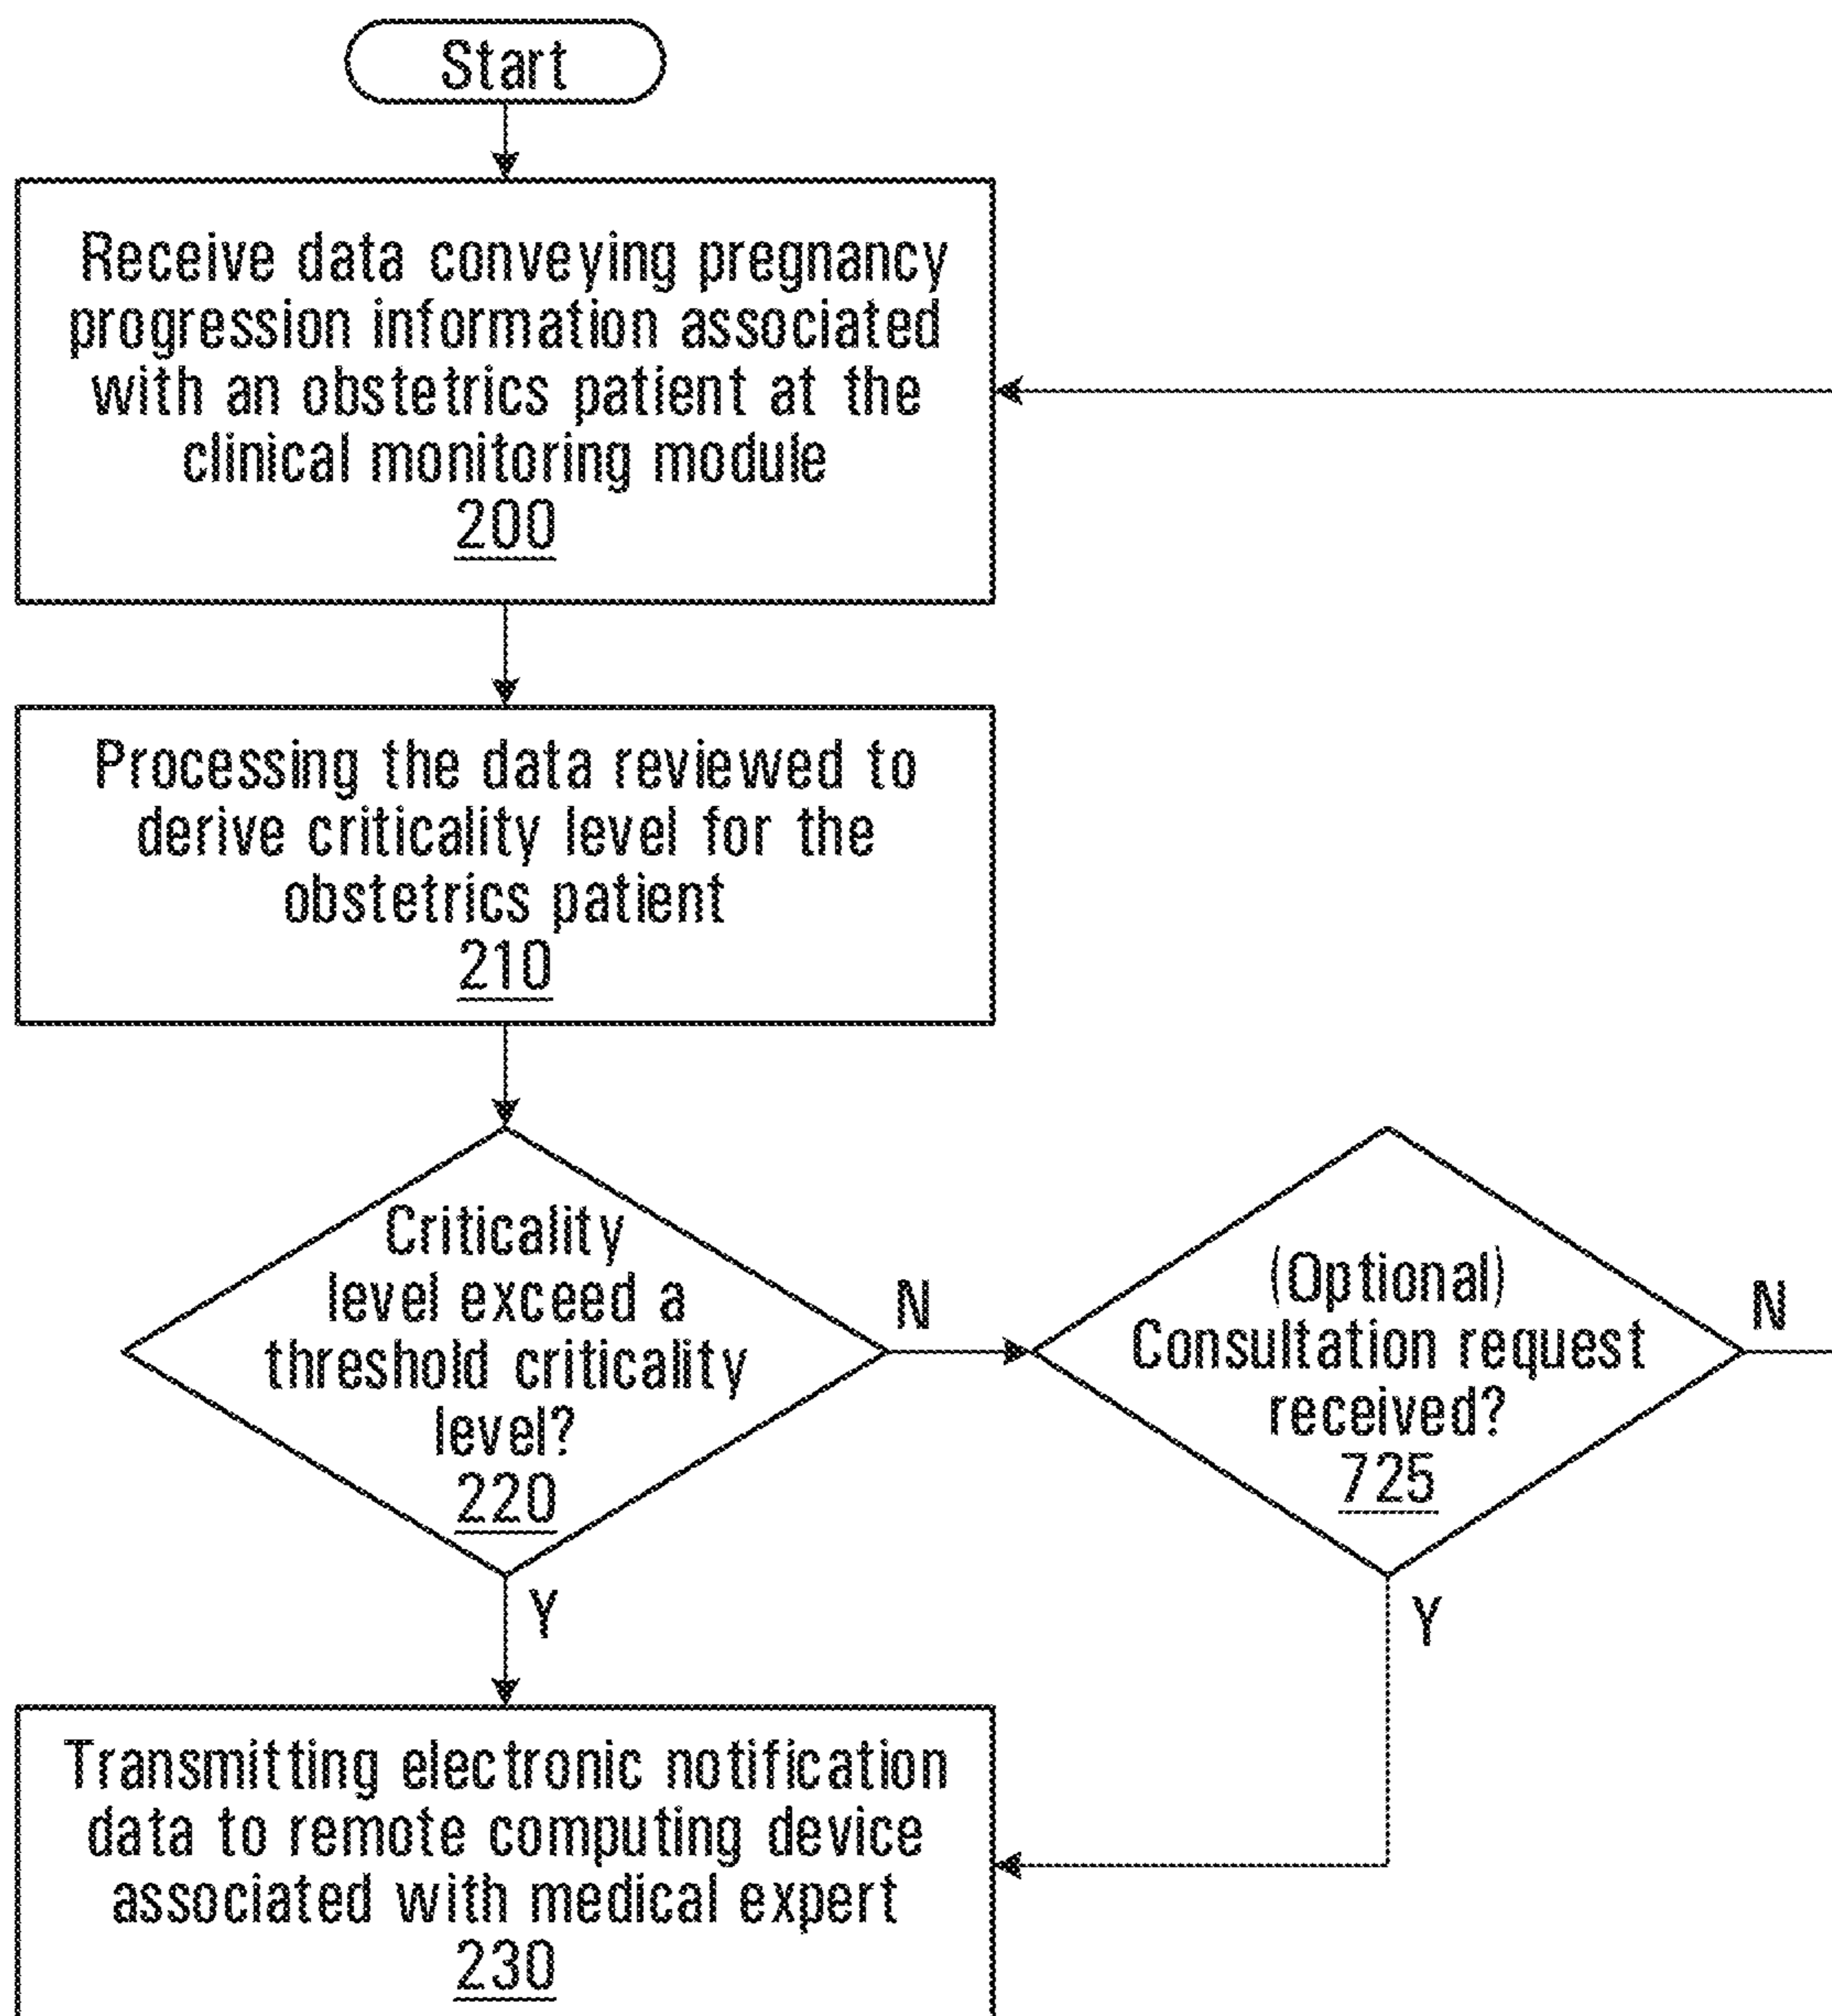 Start
Receive data conveying pregnancy
progression information associated
with an obstetrics patient at the
clinical monitoring module
200
Processing the data reviewed to
derive criticality level for the
obstetrics patient
210
Criticality
level exceed a
threshold criticality
level?
220
N
(Optional)
Consultation request
received?
725
N
Y
Y
Transmitting electronic notification
data to remote computing device
associated with medical expert
230